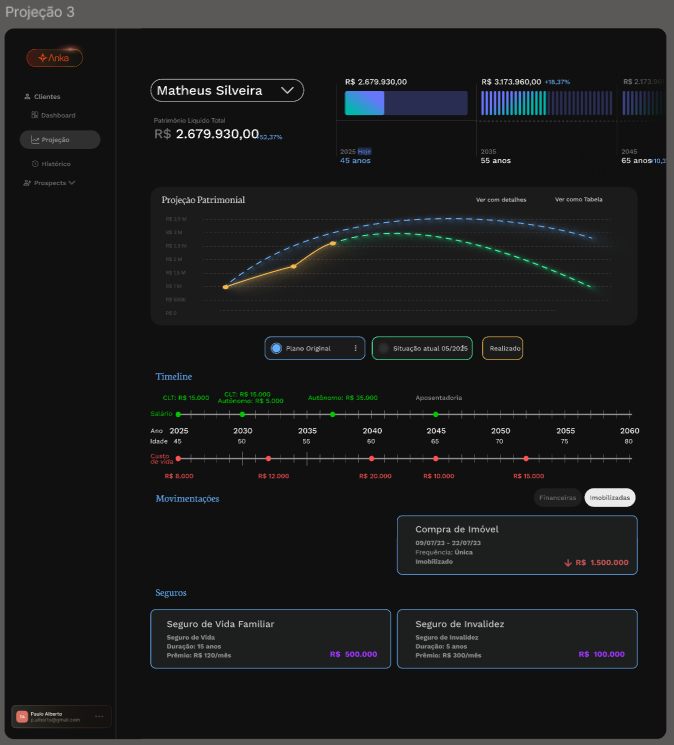 Projeção 3
Anka
Clientes
Dashboard
Projeção
Histórico
Prospects
Matheus Silveira
Patrimônio Líquido Total
R$ 2.679.930,00 +52,37%
R$ 2.679.930,00
2025 Hoje
45 anos
R$ 3.173.960,00 +18,37%
2035
55 anos
R$ 2.173.960
2045
65 anos +10,3
Projeção Patrimonial
Ver com detalhes
Ver como Tabela
R$ 3 M
R$ 2,5 M
R$ 2 M
R$ 1,5 M
R$ 1 M
R$ 500K
R$ 0
Plano Original
Situação atual 05/2025
Realizado
Timeline
CLT: R$ 15.000
CLT: R$ 15.000
Autônomo: R$ 5.000
Autônomo: R$ 35.000
Aposentadoria
Salário
Ano 2025 2030 2035 2040 2045 2050 2055 2060
Idade 45 50 55 60 65 70 75 80
Custo
de vida
R$ 8.000 R$ 12.000 R$ 20.000 R$ 10.000 R$ 15.000
Movimentações
Financeiras
Imobilizadas
Compra de Imóvel
09/07/23 - 22/07/23
Frequência: Única
Imobilizado
R$ 1.500.000
Seguros
Seguro de Vida Familiar
Seguro de Vida
Duração: 15 anos
Prêmio: R$ 120/mês
R$ 500.000
Seguro de Invalidez
Seguro de Invalidez
Duração: 5 anos
Prêmio: R$ 300/mês
R$ 100.000
Paulo Alberto
p.alberto@gmail.com